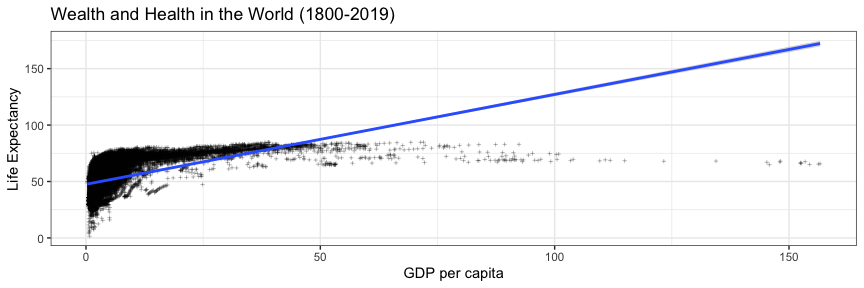 Wealth and Health in the World (1800-2019)
Life Expectancy
150
100
50
0
0 50 100 150
GDP per capita